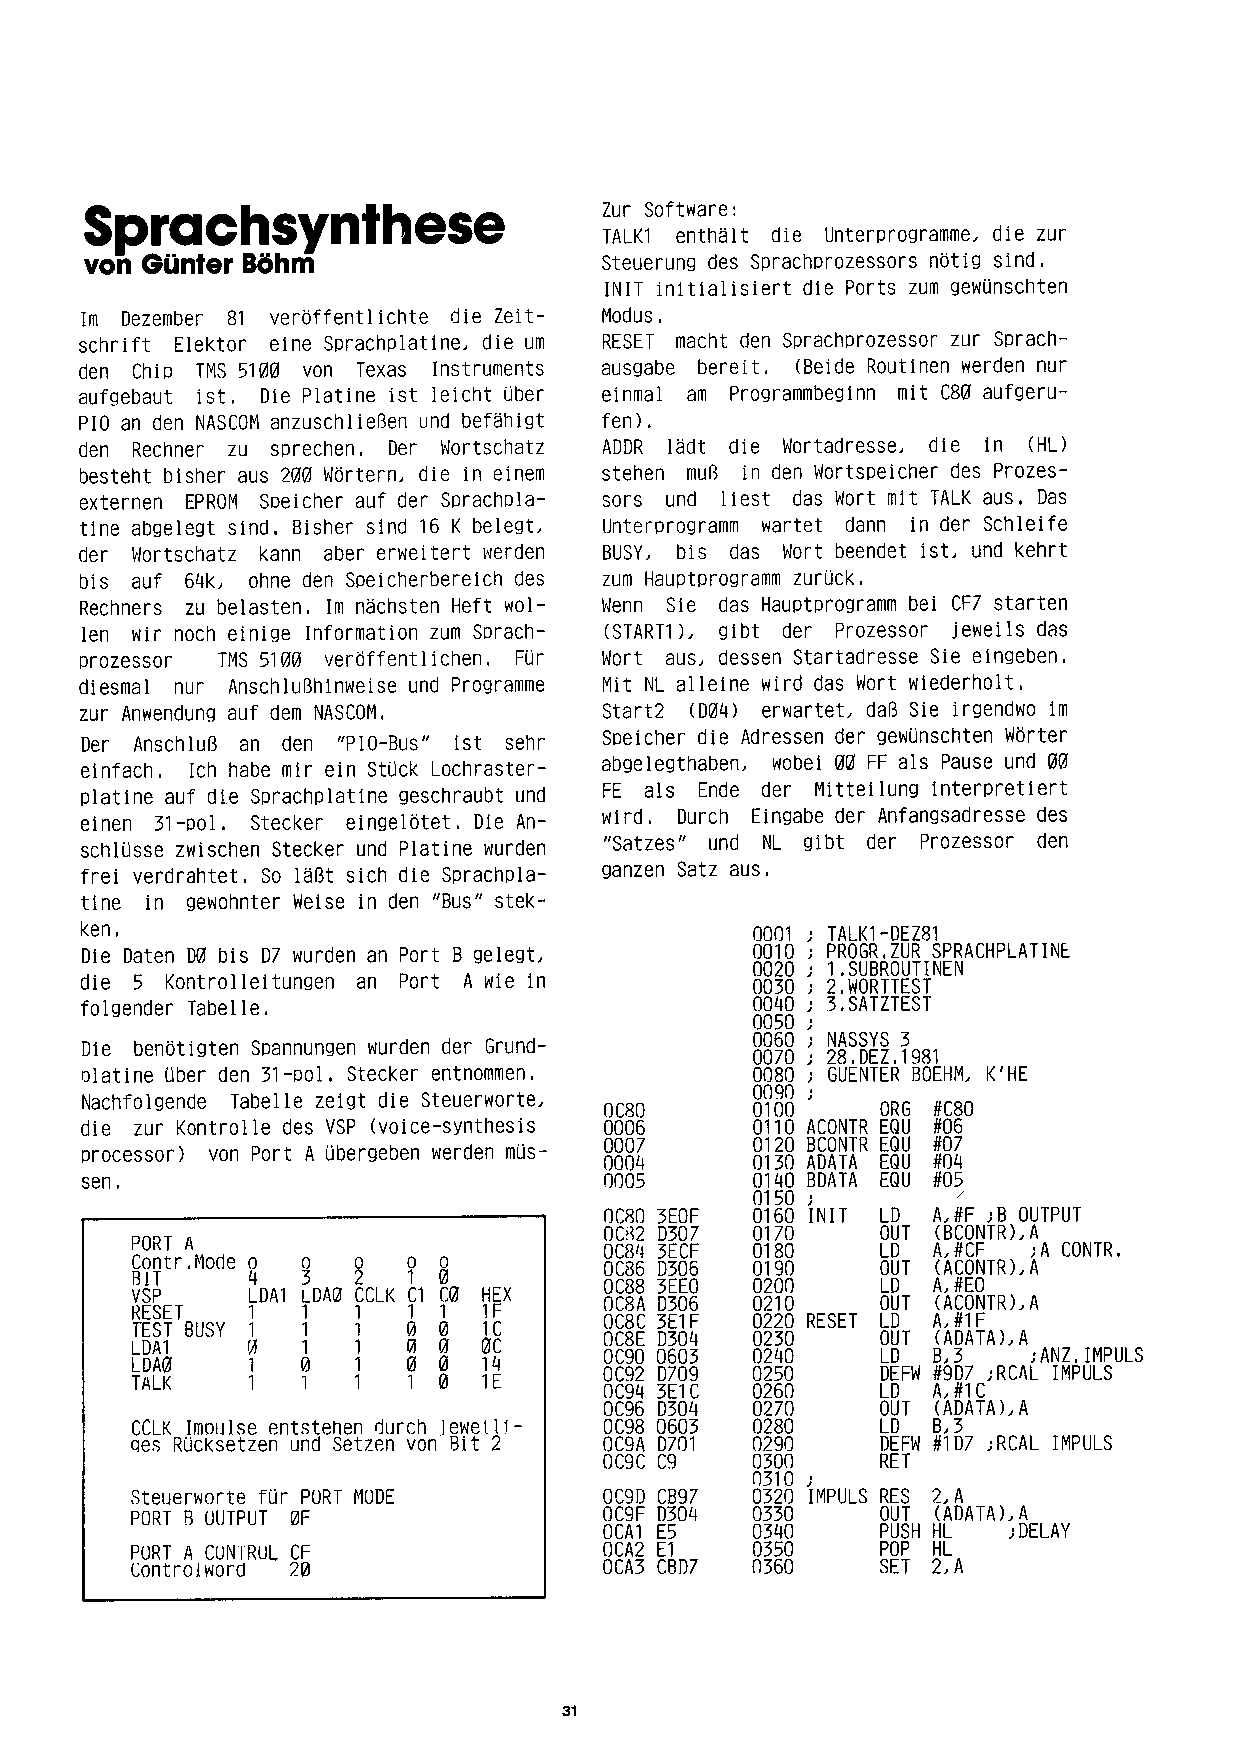 Sprachsynthese
von Günter Böhm
Im Dezember 81 veröffentlichte die Zeit-
schrift Elektor eine Sprachplatine, die um
den Chip TMS 51ØØ von Texas Instruments
aufgebaut ist. Die Platine ist leicht über
PIO an den NASCOM anzuschließen und befähigt
den Rechner zu sprechen. Der Wortschatz
besteht bisher aus 2ØØ Wörtern, die in einem
externen EPROM Speicher auf der Sprachpla-
tine abgelegt sind. Bisher sind 16 K belegt,
der Wortschatz kann aber erweitert werden
bis auf 64k, ohne den Speicherbereich des
Rechners zu belasten. Im nächsten Heft wol-
len wir noch einige Information zum Sprach-
prozessor TMS 51ØØ veröffentlichen. Für
diesmal nur Anschlußhinweise und Programme
zur Anwendung auf dem NASCOM.
Der Anschluß an den "PIO-Bus" ist sehr
einfach. Ich habe mir ein Stück Lochraster-
platine auf die Sprachplatine geschraubt und
einen 31-pol. Stecker eingelötet. Die An-
schlüsse zwischen Stecker und Platine wurden
frei verdrahtet. So läßt sich die Sprachpla-
tine in gewohnter Weise in den "Bus" stek-
ken.
Die Daten DØ bis D7 wurden an Port B gelegt,
die 5 Kontrolleitungen an Port A wie in
folgender Tabelle.
Die benötigten Spannungen wurden der Grund-
platine über den 31-pol. Stecker entnommen.
Nachfolgende Tabelle zeigt die Steuerworte,
die zur Kontrolle des VSP (voice-synthesis
processor) von Port A übergeben werden müs-
sen.
PORT A
Contr.Mode o o o o o
BIT 4 3 2 1 Ø
VSP LDA1 LDAØ CCLK C1 CØ HEX
RESET 1 1 1 1 1 1F
TEST BUSY 1 1 1 Ø Ø 1C
LDA1 Ø 1 1 Ø Ø ØC
LDAØ 1 Ø 1 Ø Ø 14
TALK 1 1 1 1 Ø 1E
CCLK Impulse entstehen durch jeweili-
ges Rücksetzen und Setzen von Bit 2
Steuerworte für PORT MODE
PORT B OUTPUT ØF
PORT A CONTROL CF
Controlword 2Ø
Zur Software:
TALK1 enthält die Unterprogramme, die zur
Steuerung des Sprachprozessors nötig sind.
INIT initialisiert die Ports zum gewünschten
Modus.
RESET macht den Sprachprozessor zur Sprach-
ausgabe bereit. (Beide Routinen werden nur
einmal am Programmbeginn mit C8Ø aufgeru-
fen).
ADDR lädt die Wortadresse, die in (HL)
stehen muß in den Wortspeicher des Prozes-
sors und liest das Wort mit TALK aus. Das
Unterprogramm wartet dann in der Schleife
BUSY, bis das Wort beendet ist, und kehrt
zum Hauptprogramm zurück.
Wenn Sie das Hauptprogramm bei CF7 starten
(START1), gibt der Prozessor jeweils das
Wort aus, dessen Startadresse Sie eingeben.
Mit NL alleine wird das Wort wiederholt.
Start2 (DØ4) erwartet, daß Sie irgendwo im
Speicher die Adressen der gewünschten Wörter
abgelegthaben, wobei ØØ FF als Pause und ØØ
FE als Ende der Mitteilung interpretiert
wird. Durch Eingabe der Anfangsadresse des
"Satzes" und NL gibt der Prozessor den
ganzen Satz aus.
0001 ; TALK1-DEZ81
0010 ; PROGR.ZUR SPRACHPLATINE
0020 ; 1.SUBROUTINEN
0030 ; 2.WORTTEST
0040 ; 3.SATZTEST
0050 ;
0060 ; NASSYS 3
0070 ; 28.DEZ.1981
0080 ; GUENTER BOEHM, K'HE
0090 ;
0C80 0100 ORG #C80
0006 0110 ACONTR EQU #06
0007 0120 BCONTR EQU #07
0004 0130 ADATA EQU #04
0005 0140 BDATA EQU #05
0150 ;
0C80 3E0F 0160 INIT LD A,#F ;B OUTPUT
0C82 D307 0170 OUT (BCONTR),A
0C84 3ECF 0180 LD A,#CF ;A CONTR.
0C86 D306 0190 OUT (ACONTR),A
0C88 3EE0 0200 LD A,#E0
0C8A D306 0210 OUT (ACONTR),A
0C8C 3E1F 0220 RESET LD A,#1F
0C8E D304 0230 OUT (ADATA),A
0C90 0603 0240 LD B,3 ;ANZ.IMPULS
0C92 D709 0250 DEFW #9D7 ;RCAL IMPULS
0C94 3E1C 0260 LD A,#1C
0C96 D304 0270 OUT (ADATA),A
0C98 0603 0280 LD B,3
0C9A D701 0290 DEFW #1D7 ;RCAL IMPULS
0C9C C9 0300 RET
0310 ;
0C9D CB97 0320 IMPULS RES 2,A
0C9F D304 0330 OUT (ADATA),A
0CA1 E5 0340 PUSH HL ;DELAY
0CA2 E1 0350 POP HL
0CA3 CBD7 0360 SET 2,A
31